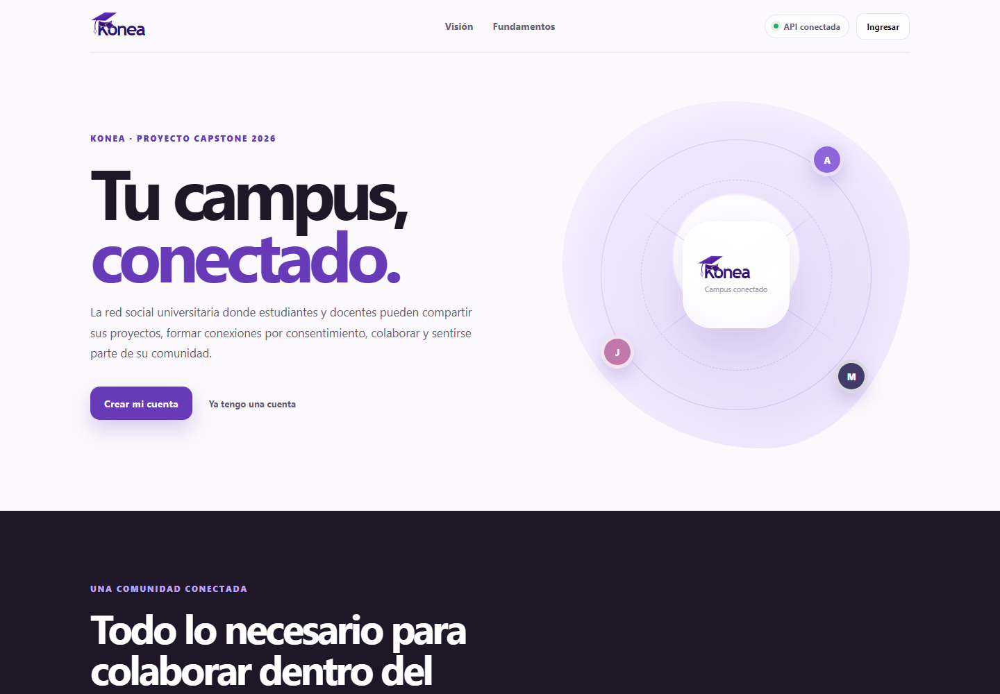 Konea
Visión
Fundamentos
API conectada
Ingresar
KONEA · PROYECTO CAPSTONE 2026
Tu campus,
conectado.
La red social universitaria donde estudiantes y docentes pueden compartir
sus proyectos, formar conexiones por consentimiento, colaborar y sentirse
parte de su comunidad.
Crear mi cuenta
Ya tengo una cuenta
A
Konea
Campus conectado
J
M
UNA COMUNIDAD CONECTADA
Todo lo necesario para
colaborar dentro del